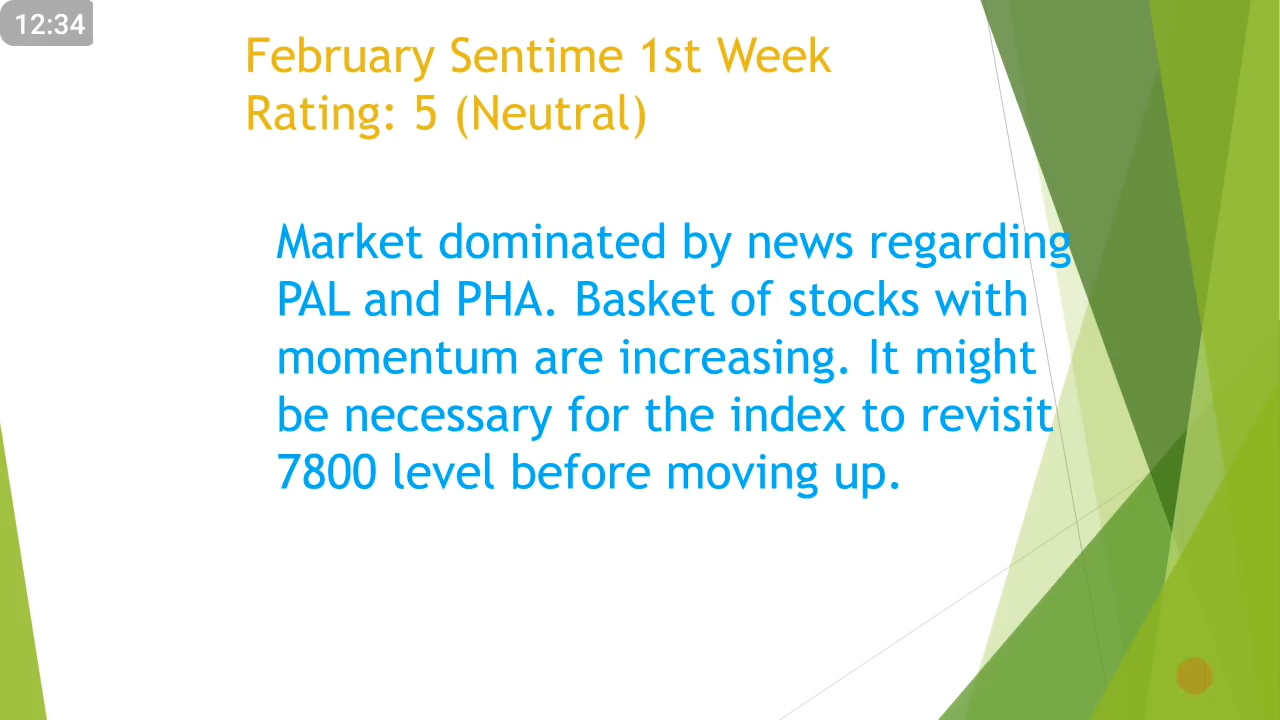 12:34
February Sentime 1st Week
Rating: 5 (Neutral)
Market dominated by news regarding
PAL and PHA. Basket of stocks with
momentum are increasing. It might
be necessary for the index to revisit
7800 level before moving up.